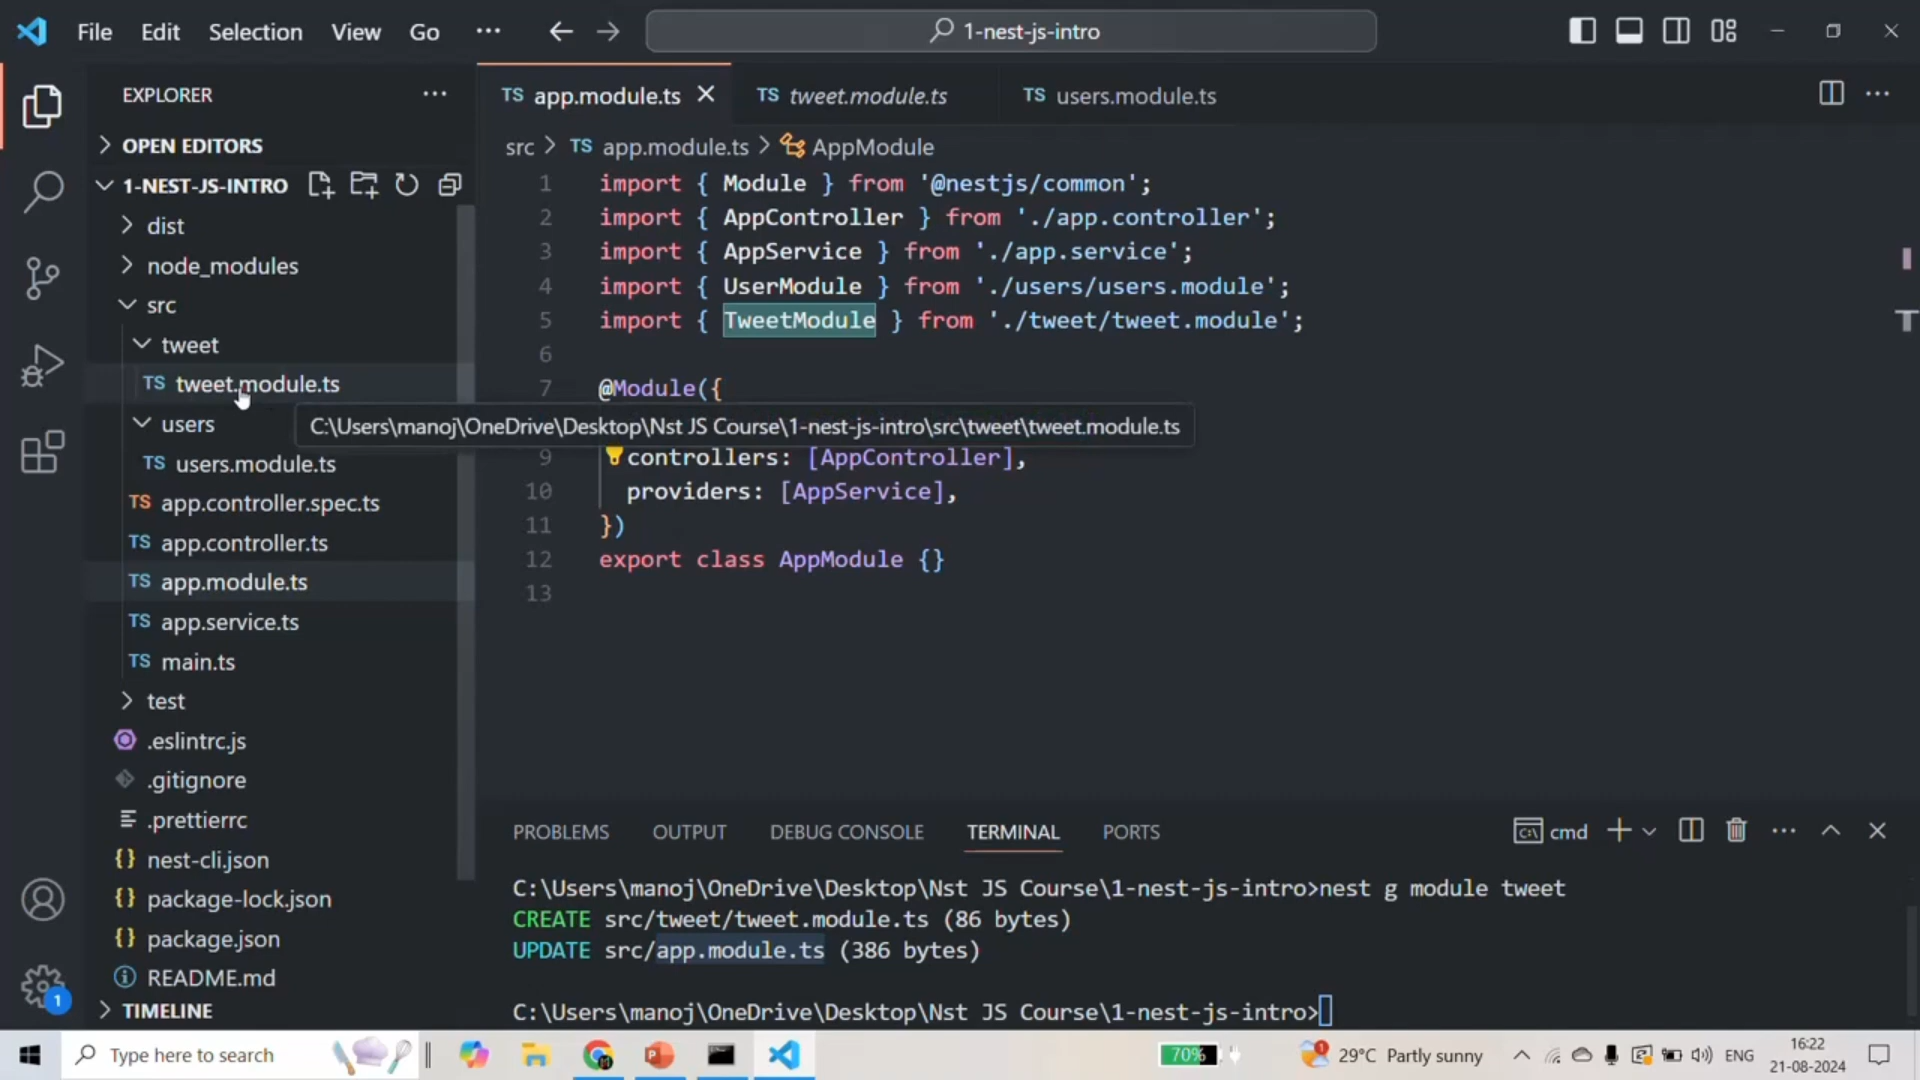 File Edit Selection View Go ··· 1-nest-js-intro
EXPLORER ···
OPEN EDITORS
1-NEST-JS-INTRO
dist
node_modules
src
tweet
TS tweet.module.ts
users
TS users.module.ts
TS app.controller.spec.ts
TS app.controller.ts
TS app.module.ts
TS app.service.ts
TS main.ts
test
.eslintrc.js
.gitignore
.prettierrc
{} nest-cli.json
{} package-lock.json
{} package.json
README.md
TIMELINE
1
TS app.module.ts TS tweet.module.ts TS users.module.ts
src > TS app.module.ts > AppModule
1 import { Module } from '@nestjs/common';
2 import { AppController } from './app.controller';
3 import { AppService } from './app.service';
4 import { UserModule } from './users/users.module';
5 import { TweetModule } from './tweet/tweet.module';
6
7 @Module({
C:\Users\manoj\OneDrive\Desktop\Nst JS Course\1-nest-js-intro\src\tweet\tweet.module.ts
9 controllers: [AppController],
10 providers: [AppService],
11 })
12 export class AppModule {}
13
PROBLEMS OUTPUT DEBUG CONSOLE TERMINAL PORTS cmd
C:\Users\manoj\OneDrive\Desktop\Nst JS Course\1-nest-js-intro>nest g module tweet
CREATE src/tweet/tweet.module.ts (86 bytes)
UPDATE src/app.module.ts (386 bytes)
C:\Users\manoj\OneDrive\Desktop\Nst JS Course\1-nest-js-intro>
Type here to search 70% 29°C Partly sunny ENG 16:22
21-08-2024